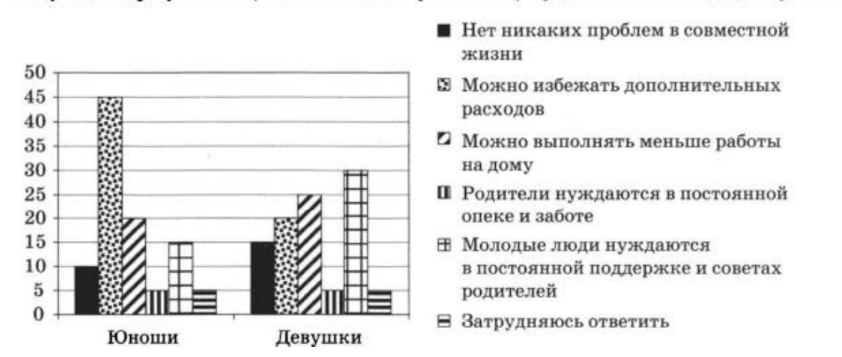 50
45
40
35
30
25
20
15
10
5
0
Юноши
Девушки
Нет никаких проблем в совместной
жизни
Можно избежать дополнительных
расходов
Можно выполнять меньше работы
на дому
Родители нуждаются в постоянной
опеке и заботе
Молодые люди нуждаются
в постоянной поддержке и советах
родителей
Затрудняюсь ответить